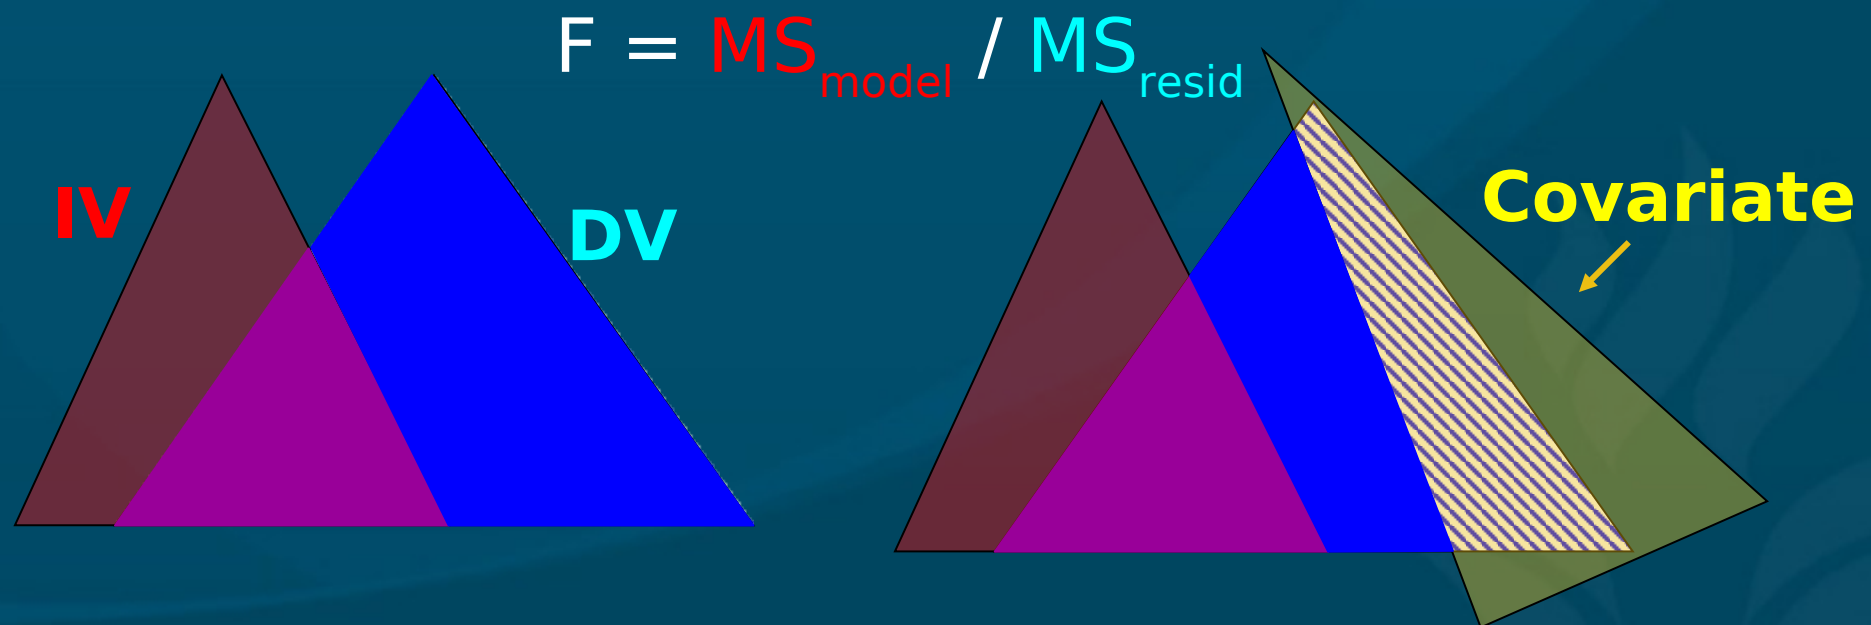 F = MSmodel / MSresid
IV
DV
Covariate